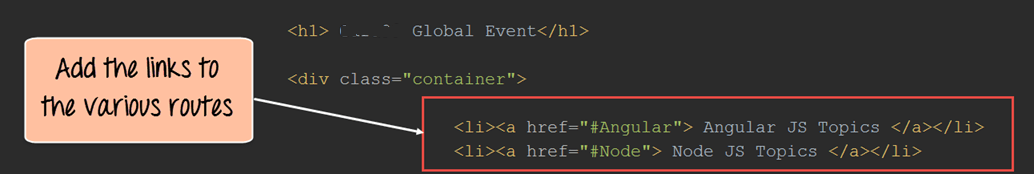 <h1> Global Event</h1>
<div class="container">
Add the links to
the various routes
<li><a href="#Angular"> Angular JS Topics </a></li>
<li><a href="#Node"> Node JS Topics </a></li>